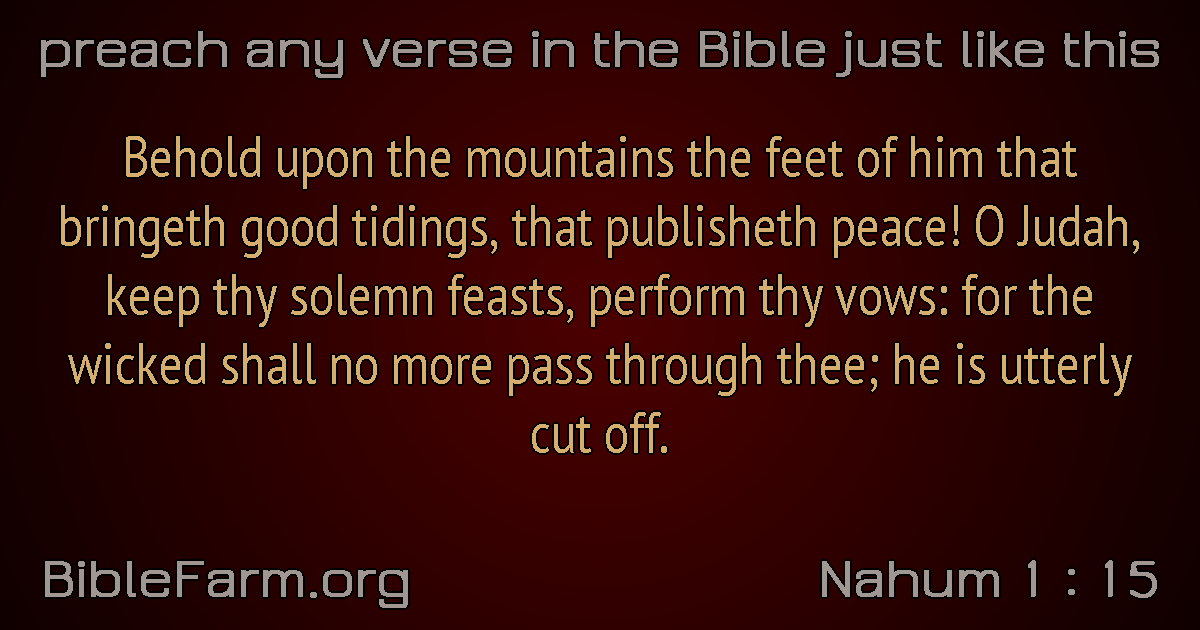 preach any verse in the Bible just like this
Behold upon the mountains the feet of him that
bringeth good tidings, that publisheth peace! O Judah,
keep thy solemn feasts, perform thy vows: for the
wicked shall no more pass through thee; he is utterly
cut off.
BibleFarm.org
Nahum 1 : 15